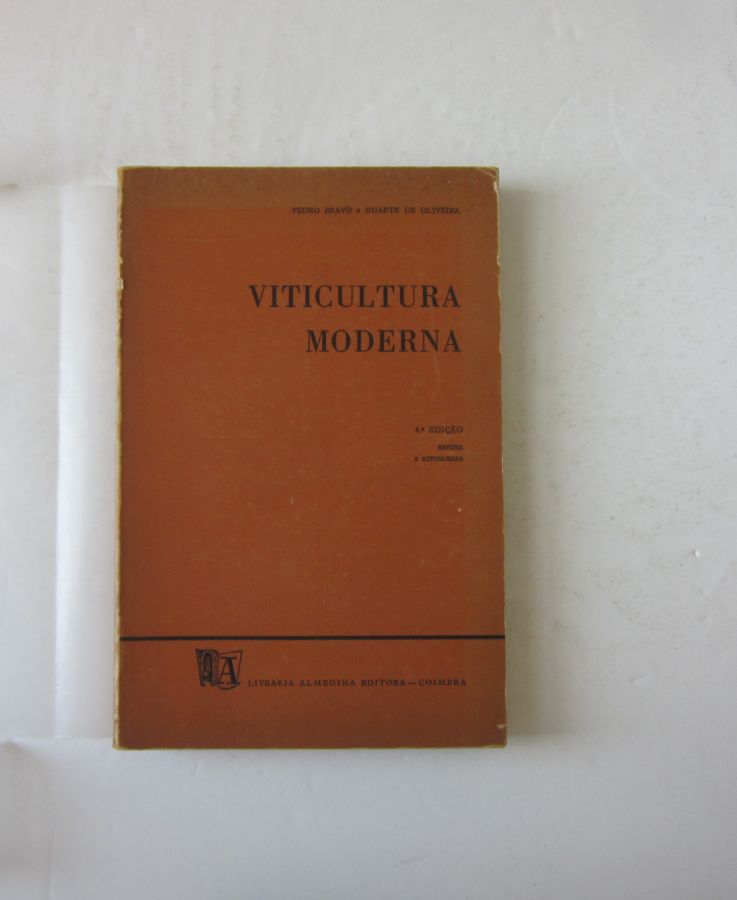 PEDRO BRAVO e DUARTE DE OLIVEIRA
VITICULTURA
MODERNA
4.ª EDIÇÃO
REVISTA
E ACTUALIZADA
LIVRARIA ALMEDINA EDITORA — COIMBRA